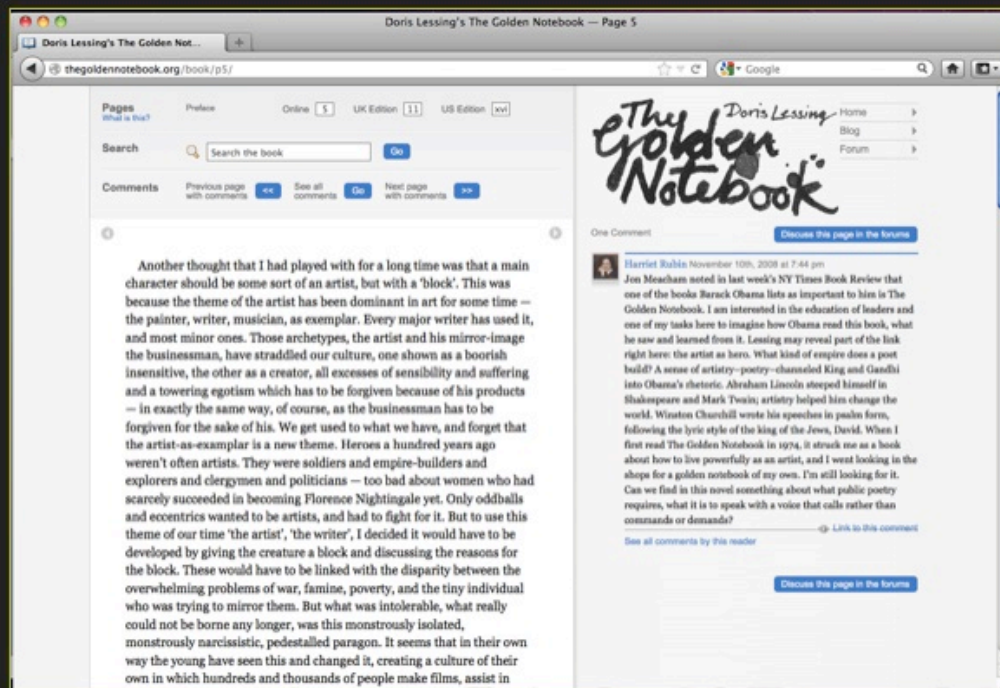 Doris Lessing's The Golden Notebook — Page 5
Doris Lessing's The Golden Not...
thegoldennotebook.org/book/p5/
Google
Pages
What is this?
Preface
Online 5
UK Edition 11
US Edition xvi
Search
Search the book
Go
Comments
Previous page
with comments
<<
See all
comments
Go
Next page
with comments
>>
Another thought that I had played with for a long time was that a main
character should be some sort of an artist, but with a 'block'. This was
because the theme of the artist has been dominant in art for some time —
the painter, writer, musician, as exemplar. Every major writer has used it,
and most minor ones. Those archetypes, the artist and his mirror-image
the businessman, have straddled our culture, one shown as a boorish
insensitive, the other as a creator, all excesses of sensibility and suffering
and a towering egotism which has to be forgiven because of his products
— in exactly the same way, of course, as the businessman has to be
forgiven for the sake of his. We get used to what we have, and forget that
the artist-as-examplar is a new theme. Heroes a hundred years ago
weren't often artists. They were soldiers and empire-builders and
explorers and clergymen and politicians — too bad about women who had
scarcely succeeded in becoming Florence Nightingale yet. Only oddballs
and eccentrics wanted to be artists, and had to fight for it. But to use this
theme of our time 'the artist', 'the writer', I decided it would have to be
developed by giving the creature a block and discussing the reasons for
the block. These would have to be linked with the disparity between the
overwhelming problems of war, famine, poverty, and the tiny individual
who was trying to mirror them. But what was intolerable, what really
could not be borne any longer, was this monstrously isolated,
monstrously narcissistic, pedestalled paragon. It seems that in their own
way the young have seen this and changed it, creating a culture of their
own in which hundreds and thousands of people make films, assist in
The Doris Lessing
Golden
Notebook
Home
Blog
Forum
One Comment
Discuss this page in the forums
Harriet Rubin November 10th, 2008 at 7:44 pm
Jon Meacham noted in last week's NY Times Book Review that
one of the books Barack Obama lists as important to him is The
Golden Notebook. I am interested in the education of leaders and
one of my tasks here to imagine how Obama read this book, what
he saw and learned from it. Lessing may reveal part of the link
right here: the artist as hero. What kind of empire does a poet
build? A sense of artistry–poetry–channeled King and Gandhi
into Obama's rhetoric. Abraham Lincoln steeped himself in
Shakespeare and Mark Twain; artistry helped him change the
world. Winston Churchill wrote his speeches in psalm form,
following the lyric style of the king of the Jews, David. When I
first read The Golden Notebook in 1974, it struck me as a book
about how to live powerfully as an artist, and I went looking in the
shops for a golden notebook of my own. I'm still looking for it.
Can we find in this novel something about what public poetry
requires, what it is to speak with a voice that calls rather than
commands or demands?
Link to this comment
See all comments by this reader
Discuss this page in the forums